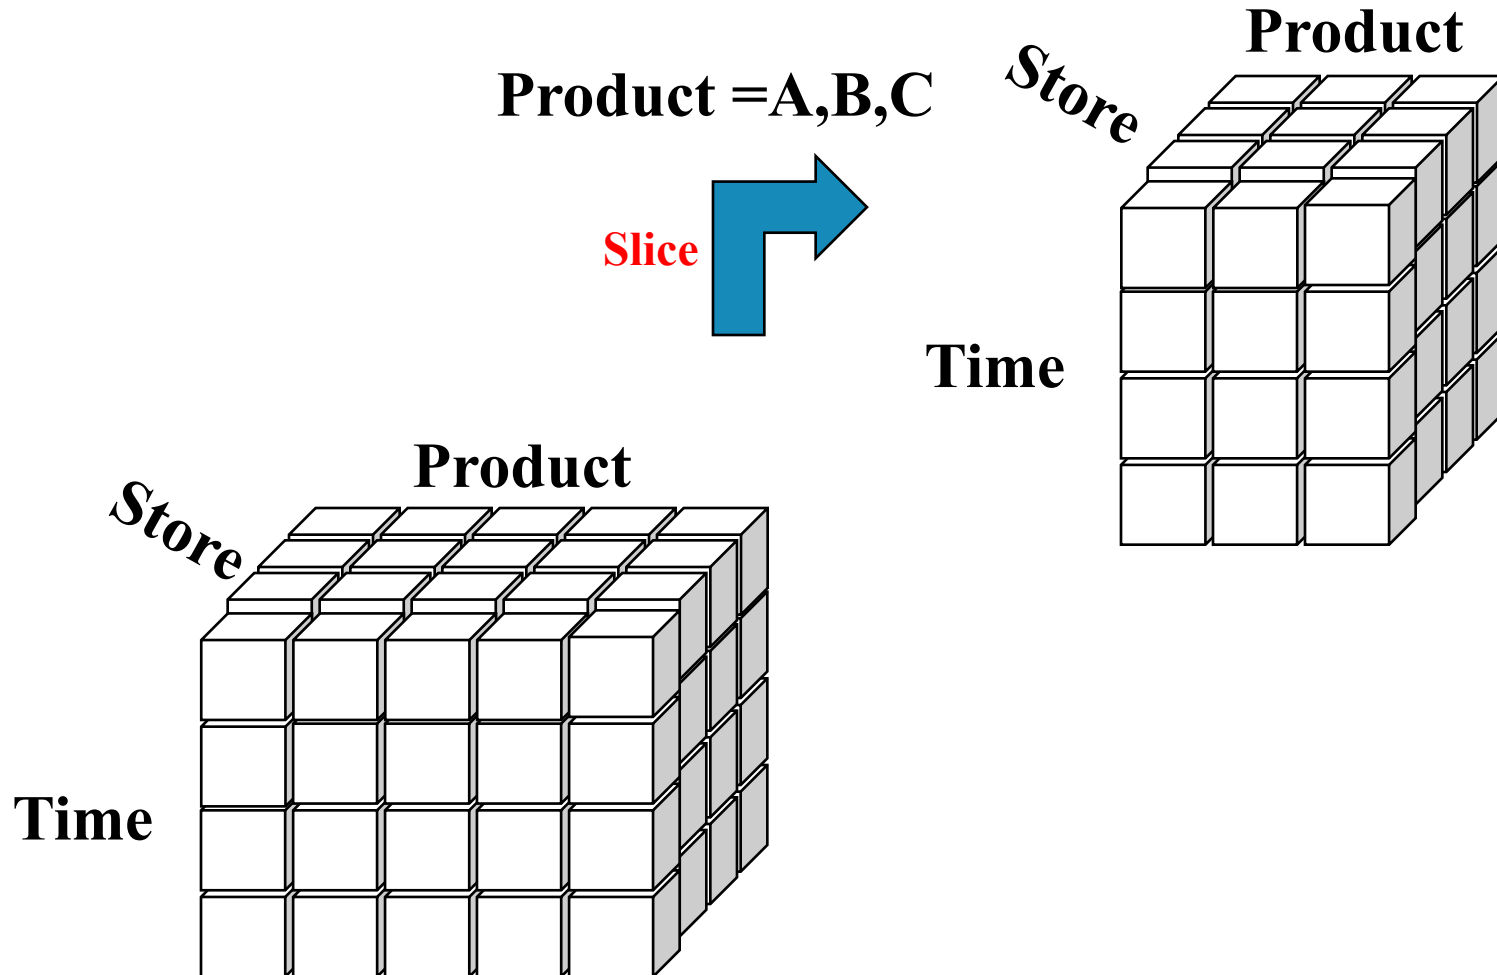 Product
Store
Product =A,B,C
Slice
Time
Product
Store
Time